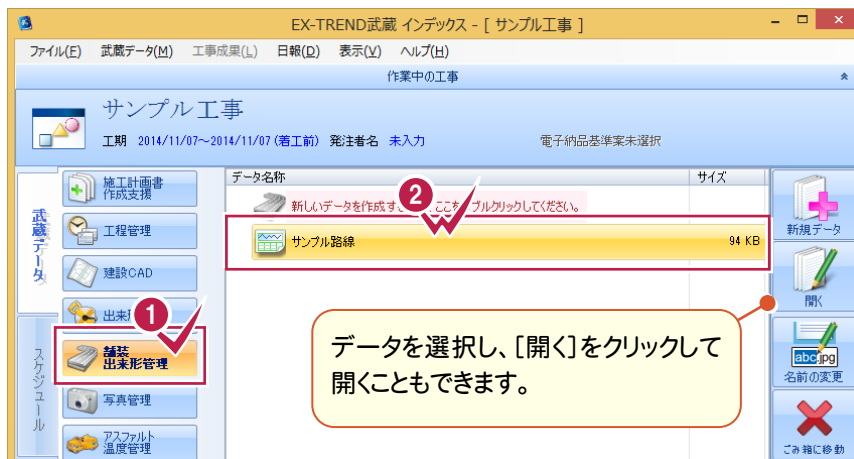 EX-TREND武蔵 インデックス - [ サンプル工事 ]
ファイル(F) 武蔵データ(M) 工事成果(L) 日報(D) 表示(V) ヘルプ(H)
作業中の工事
サンプル工事
工期 2014/11/07～2014/11/07 (着工前) 発注者名 未入力 電子納品基準案未選択
武蔵データ
スケジュール
施工計画書
作成支援
工程管理
建設CAD
出来
1
舗装
出来形管理
写真管理
アスファルト
温度管理
データ名称 サイズ
新しいデータを作成す ここ ブルクリックしてください。
2
サンプル路線 94 KB
データを選択し、[開く]をクリックして
開くこともできます。
新規データ
開く
abc.jpg
名前の変更
ごみ箱に移動